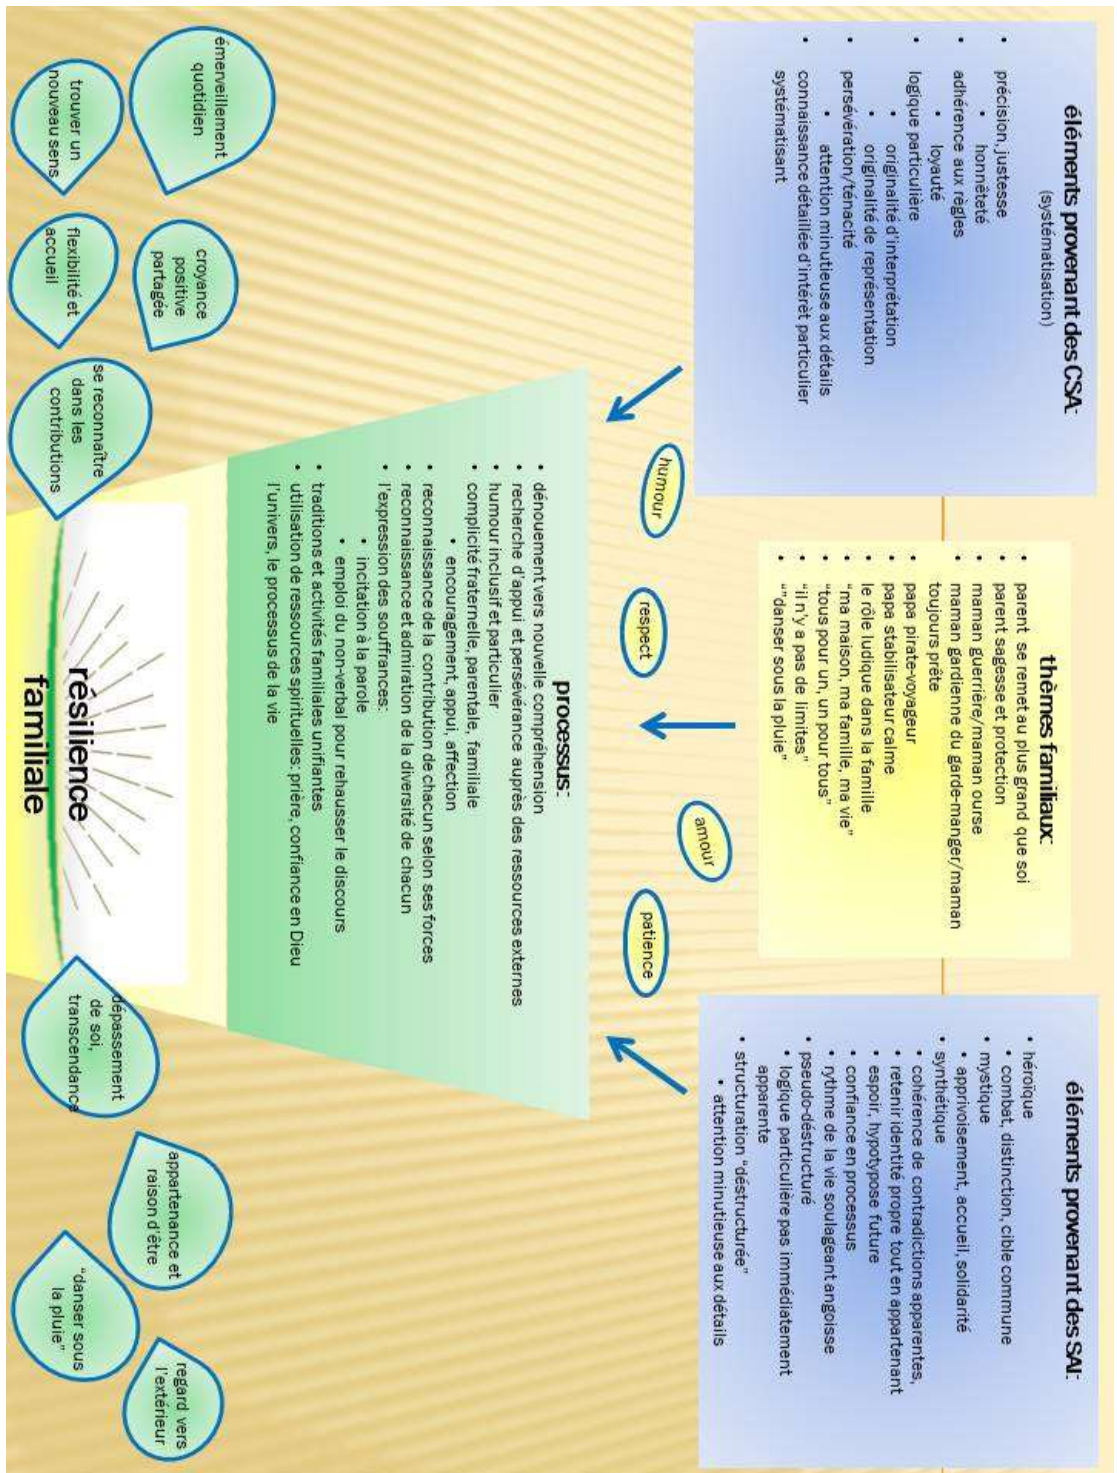 éléments provenant des CSA:
(systématisation)
• précision, justesse
• honnêteté
• adhérence aux règles
• loyauté
• logique particulière
• originalité d'interprétation
• originalité de représentation
• persévération/ténacité
• attention minutieuse aux détails
• connaissance détaillée d'intérêt particulier
systématisant
thèmes familiaux:
• parent se remet au plus grand que soi
• parent sagesse et protection
• maman guerrière/maman ourse
• maman gardienne du garde-manger/maman
toujours prête
• papa pirate-voyageur
• papa stabilisateur calme
• le rôle ludique dans la famille
• "ma maison, ma famille, ma vie"
• "tous pour un, un pour tous"
• "il n'y a pas de limites"
• ""danser sous la pluie"
éléments provenant des SAI:
• héroïque
• combat, distinction, cible commune
• mystique
• apprivoisement, accueil, solidarité
• synthétique
• cohérence de contradictions apparentes,
• retenir identité propre tout en appartenant
• espoir, hypotypose future
• confiance en processus
• rythme de la vie soulageant angoisse
• pseudo-déstructuré
• logique particulière pas immédiatement
apparente
• structuration "déstructurée"
• attention minutieuse aux détails
humour
respect
amour
patience
processus:
• dénouement vers nouvelle compréhension
• recherche d'appui et persévérance auprès des ressources externes
• humour inclusif et particulier
• complicité fraternelle, parentale, familiale
• encouragement, appui, affection
• reconnaissance de la contribution de chacun selon ses forces
• reconnaissance et admiration de la diversité de chacun
• l'expression des souffrances:
• incitation à la parole
• emploi du non-verbal pour rehausser le discours
• traditions et activités familiales unifiantes
• utilisation de ressources spirituelles: prière, confiance en Dieu
l'univers, le processus de la vie
émerveillement
quotidien
croyance
positive
partagée
trouver un
nouveau sens
flexibilité et
accueil
se reconnaître
dans les
contributions
résilience
familiale
dépassement
de soi,
transcendance
appartenance et
raison d'être
"danser sous
la pluie"
regard vers
l'extérieur